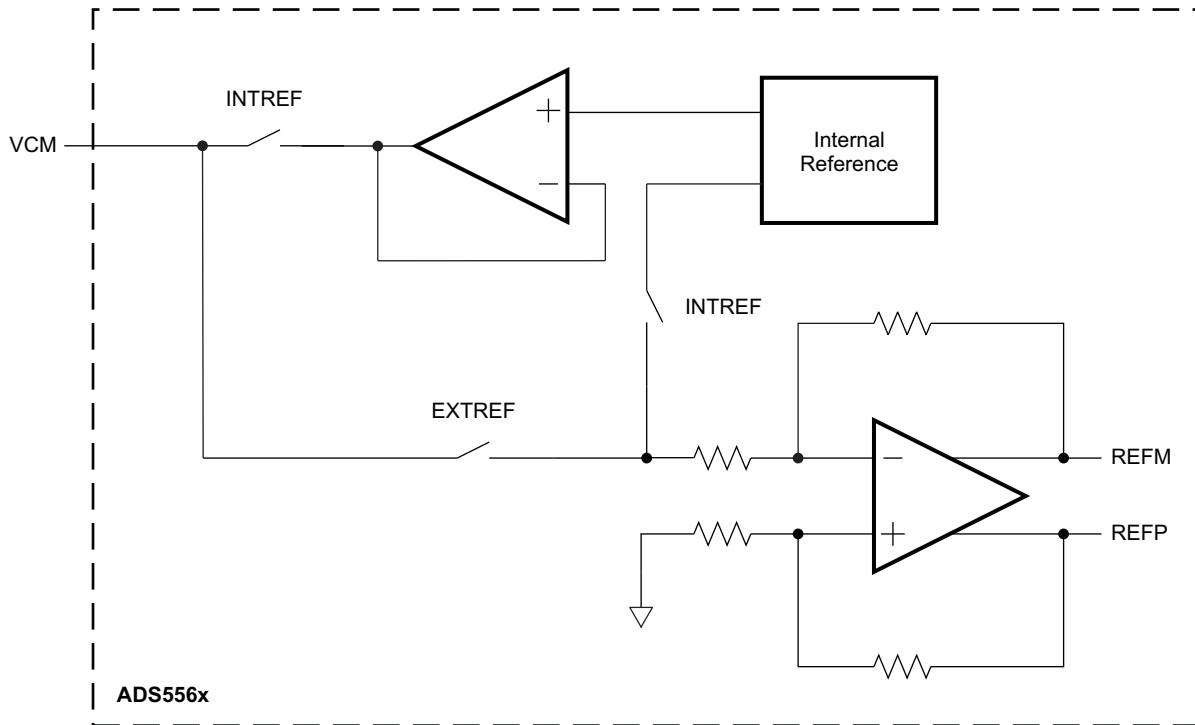 INTREF
VCM
+
−
Internal
Reference
INTREF
EXTREF
−
REFM
+
REFP
ADS556x